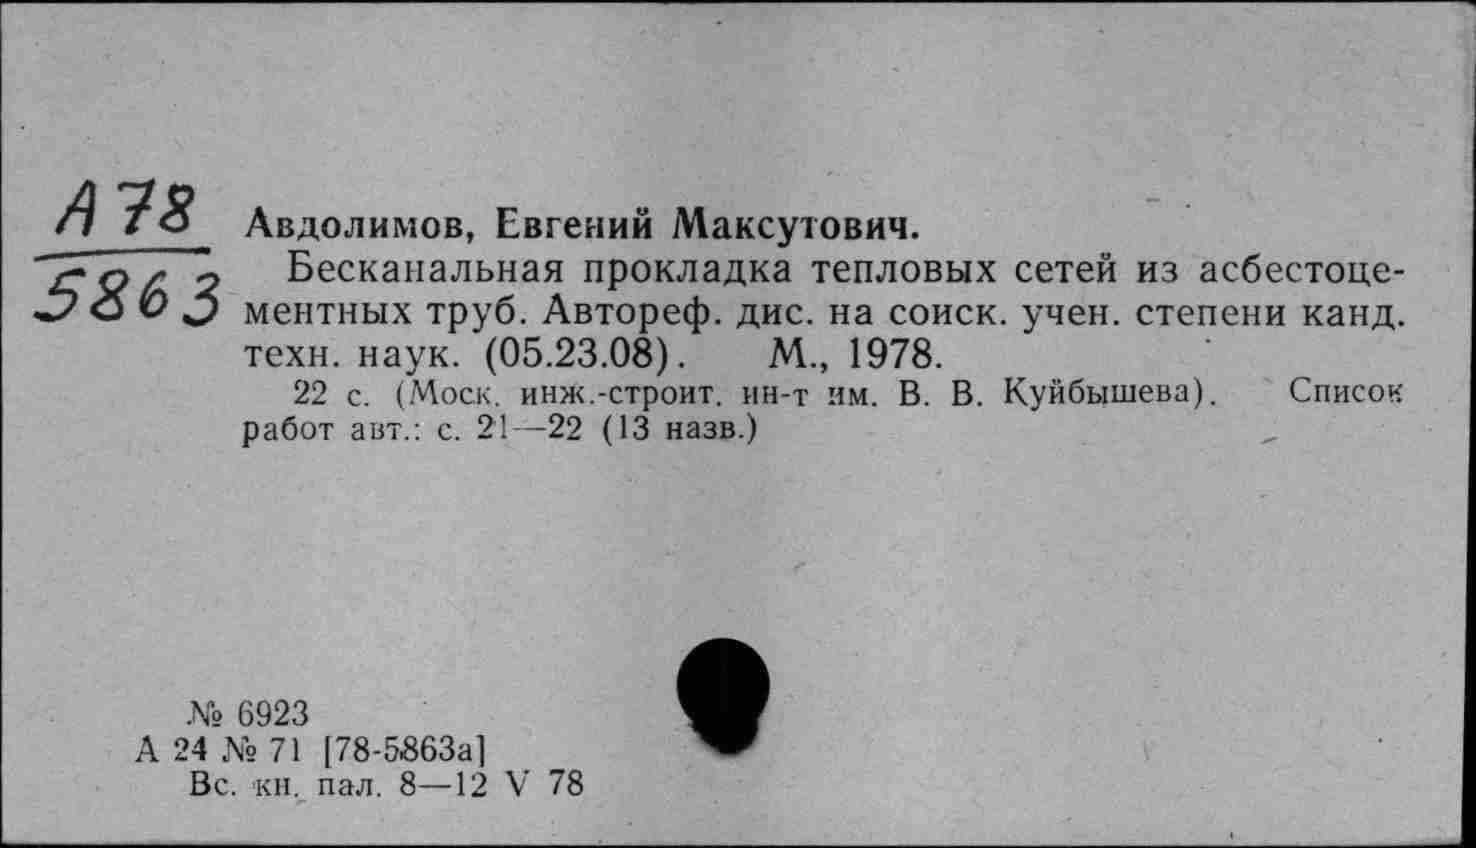 А 78
5863
Авдолимов, Евгений Максутович.
Бесканальная прокладка тепловых сетей из асбестоце-
ментных труб. Автореф. дис. на соиск. учен. степени канд.
техн. наук. (05.23.08). М., 1978.
22 с. (Моск. инж.-строит. ин-т им. В. В. Куйбышева). Список
работ авт.: с. 21—22 (13 назв.)
№ 6923
А 24 № 71 [78-5863а]
Вс. кн. пал. 8—12 V 78